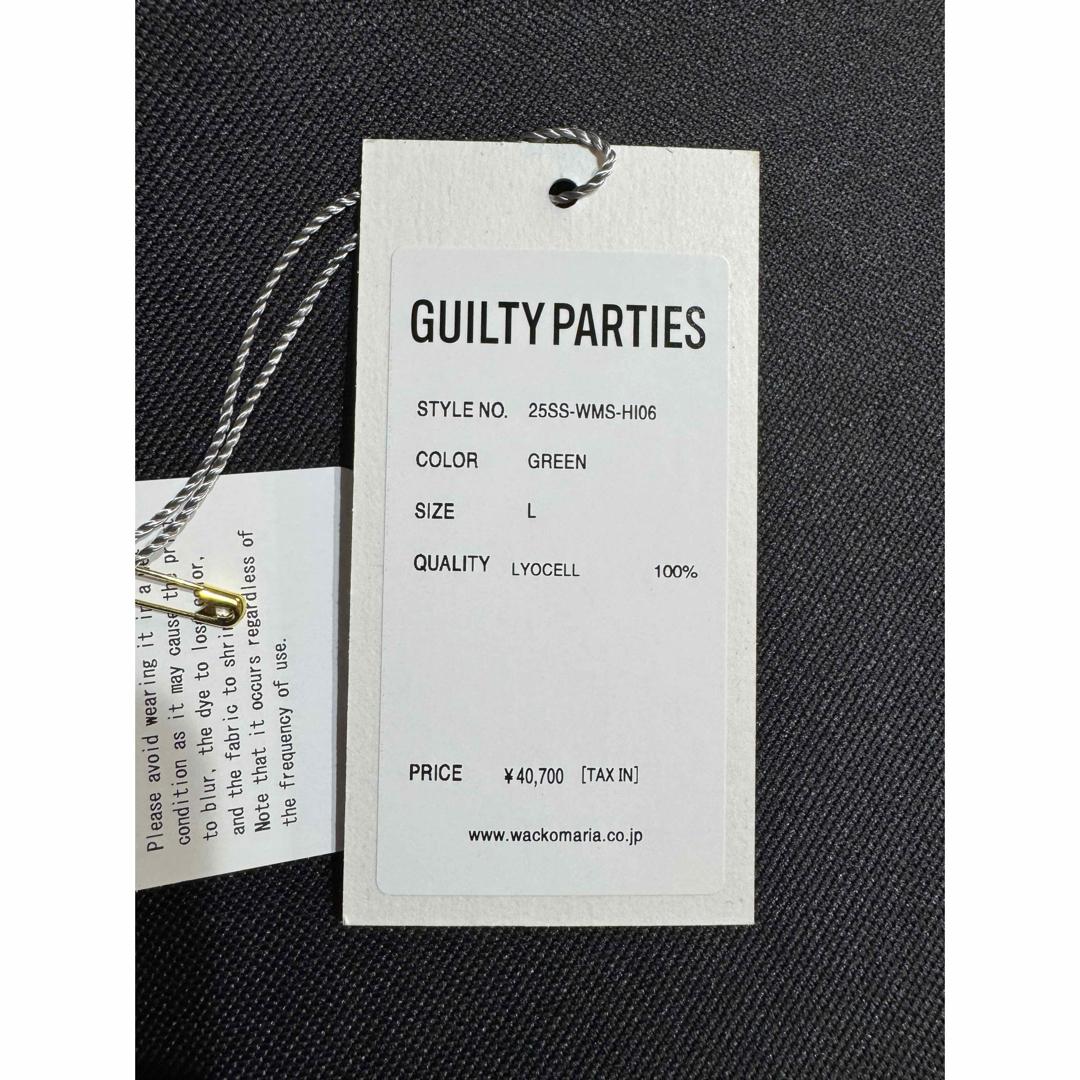 GUILTY PARTIES
STYLE NO. 25SS-WMS-HI06
COLOR GREEN
SIZE L
QUALITY LYOCELL 100%
PRICE ¥40,700 [TAX IN]
www.wackomaria.co.jp
Please avoid wearing it in a
condition as it may cause the
to blur, the dye to lose
and the fabric to
Note that it occurs regardless of
the frequency of use.